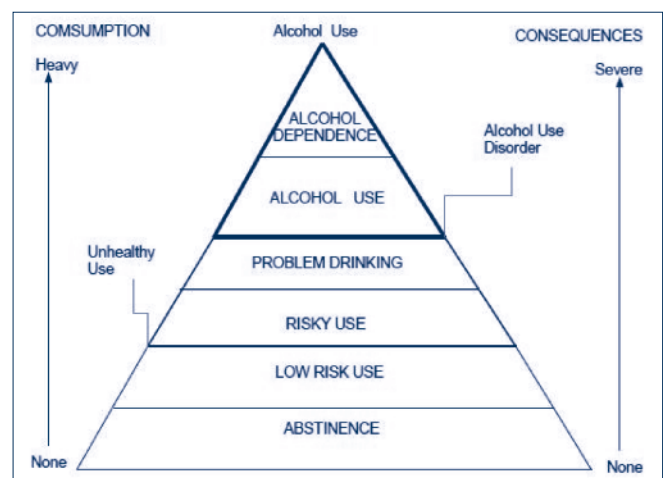 COMSUMPTION
Alcohol Use
CONSEQUENCES
Heavy
Severe
ALCOHOL
DEPENDENCE
Alcohol Use
Disorder
ALCOHOL USE
Unhealthy
Use
PROBLEM DRINKING
RISKY USE
LOW RISK USE
ABSTINENCE
None
None